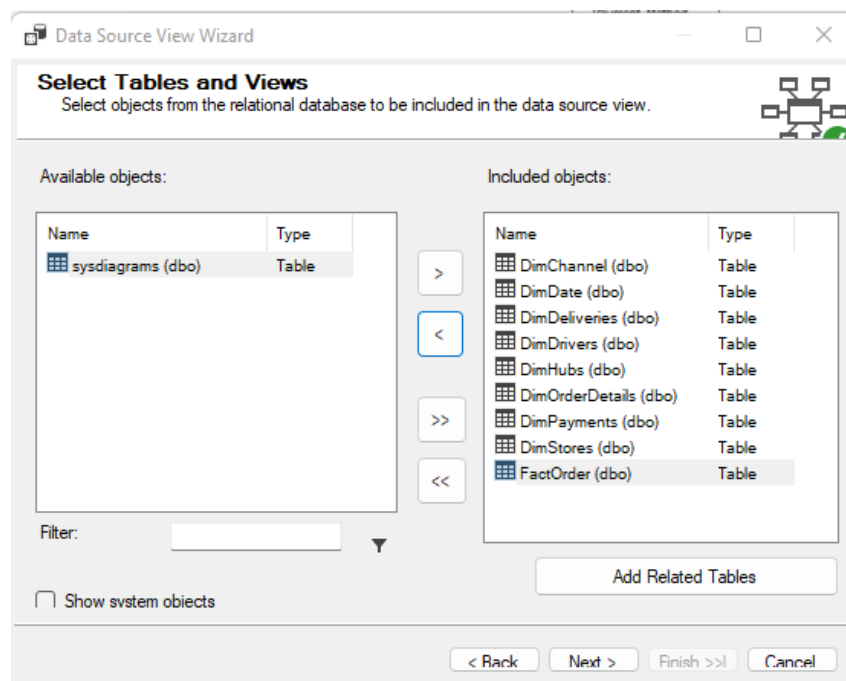 Data Source View Wizard
Select Tables and Views
Select objects from the relational database to be included in the data source view.
Available objects:
Name Type
sysdiagrams (dbo) Table
>
<
>>
<<
Included objects:
Name Type
DimChannel (dbo) Table
DimDate (dbo) Table
DimDeliveries (dbo) Table
DimDrivers (dbo) Table
DimHubs (dbo) Table
DimOrderDetails (dbo) Table
DimPayments (dbo) Table
DimStores (dbo) Table
FactOrder (dbo) Table
Filter:
Add Related Tables
Show system objects
< Back
Next >
Finish >>|
Cancel